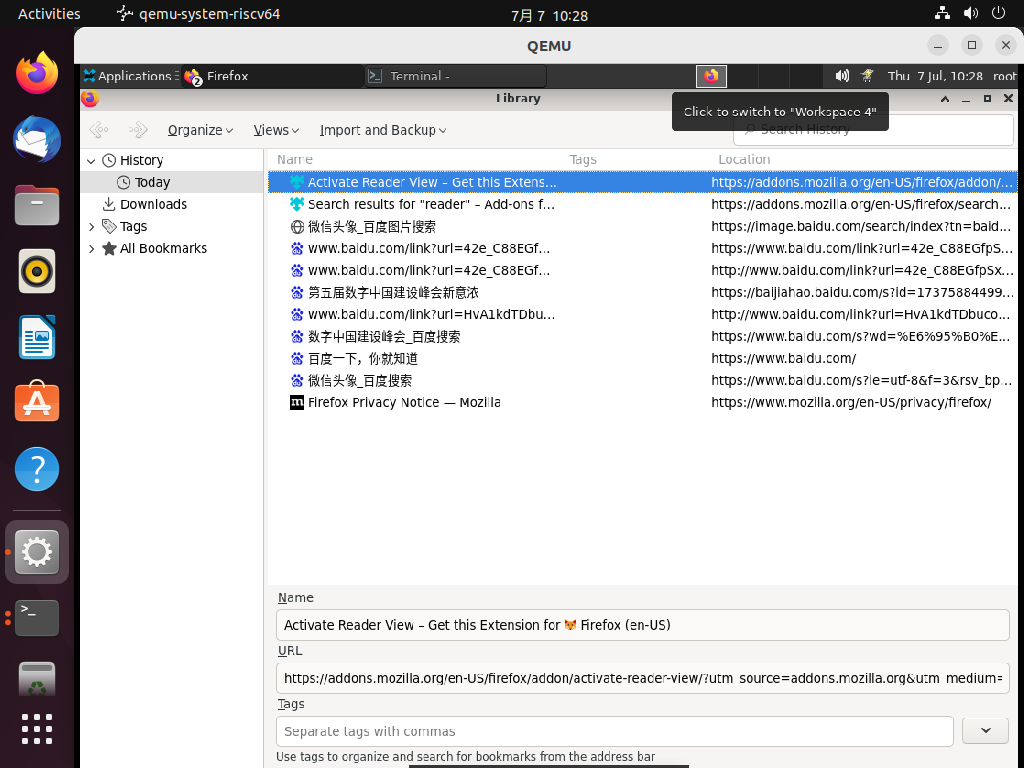 Activities qemu-system-riscv64 7月 7 10:28
QEMU
Applications 2 Firefox Terminal - Thu 7 Jul, 10:28 root
Library
Click to switch to "Workspace 4"
Organize Views Import and Backup Search History
History
Today
Downloads
Tags
All Bookmarks
Name Tags Location
Activate Reader View – Get this Extens... https://addons.mozilla.org/en-US/firefox/addon/...
Search results for "reader" – Add-ons f... https://addons.mozilla.org/en-US/firefox/search...
微信头像_百度图片搜索 https://image.baidu.com/search/index?tn=baid...
www.baidu.com/link?url=42e_C88EGf... http://www.baidu.com/link?url=42e_C88EGfpS...
www.baidu.com/link?url=42e_C88EGf... http://www.baidu.com/link?url=42e_C88EGfpSx...
第五届数字中国建设峰会新意浓 https://baijiahao.baidu.com/s?id=17375884499...
www.baidu.com/link?url=HvA1kdTDbu... http://www.baidu.com/link?url=HvA1kdTDbuco...
数字中国建设峰会_百度搜索 https://www.baidu.com/s?wd=%E6%95%B0%E...
百度一下，你就知道 https://www.baidu.com/
微信头像_百度搜索 https://www.baidu.com/s?ie=utf-8&f=3&rsv_bp...
Firefox Privacy Notice — Mozilla https://www.mozilla.org/en-US/privacy/firefox/
Name
Activate Reader View – Get this Extension for 🦊 Firefox (en-US)
URL
https://addons.mozilla.org/en-US/firefox/addon/activate-reader-view/?utm_source=addons.mozilla.org&utm_medium=
Tags
Separate tags with commas
Use tags to organize and search for bookmarks from the address bar